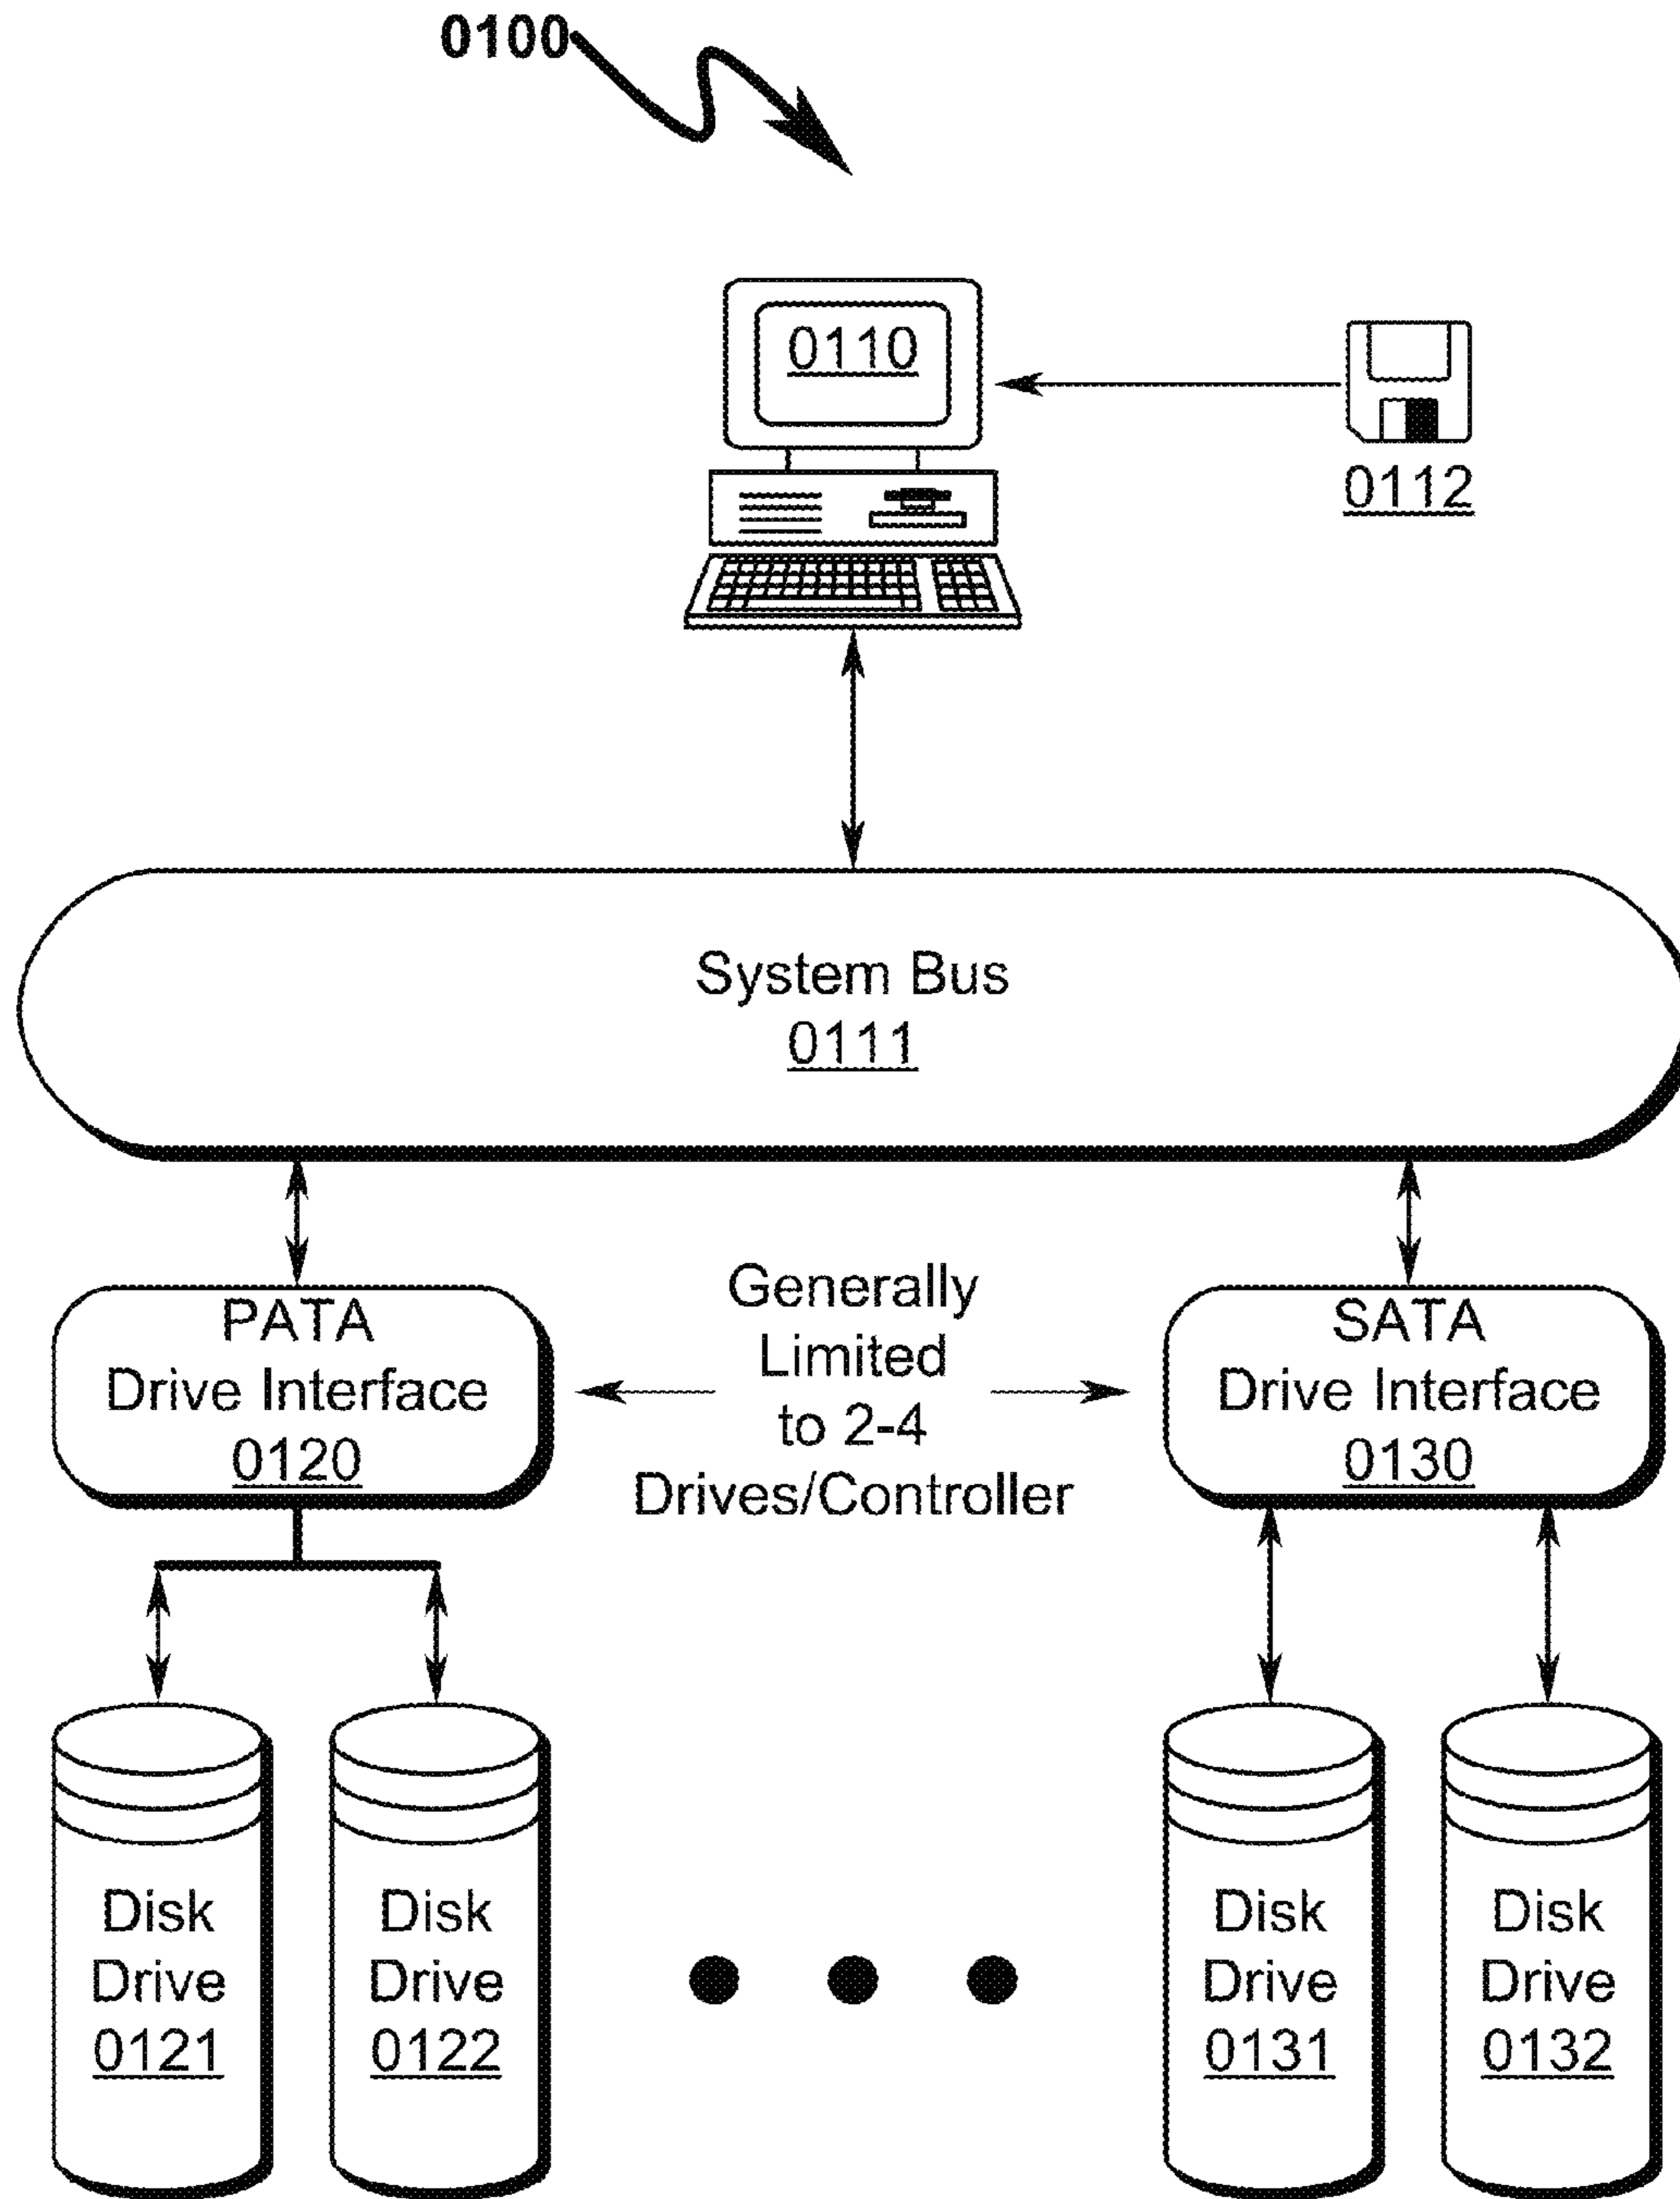 0100
0110
0112
System Bus
0111
PATA
Drive Interface
0120
Generally
Limited
to 2-4
Drives/Controller
SATA
Drive Interface
0130
Disk
Drive
0121
Disk
Drive
0122
Disk
Drive
0131
Disk
Drive
0132